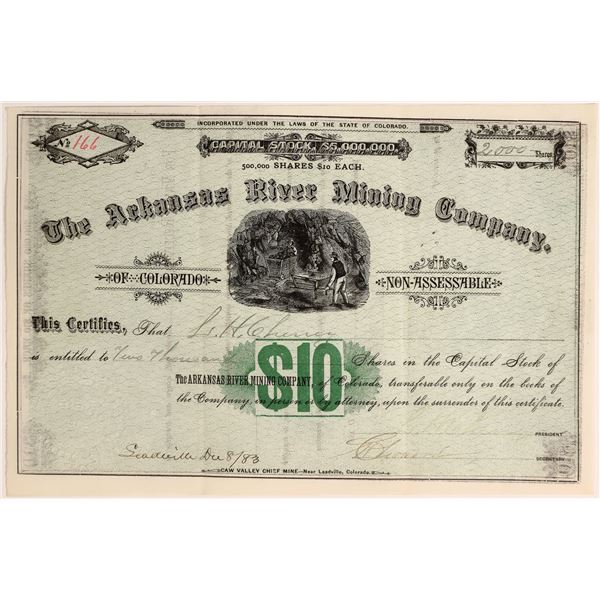 INCORPORATED UNDER THE LAWS OF THE STATE OF COLORADO.
No 166
CAPITAL STOCK, $5,000,000.
2000 Shares
500,000 SHARES $10 EACH.
The Arkansas River Mining Company,
OF COLORADO
NON-ASSESSABLE
This Certifies, That L. H.
is entitled to Two thousand Shares in the Capital Stock of
$10
The ARKANSAS RIVER MINING COMPANY, of Colorado, transferable only on the books of
the Company, in person or by attorney, upon the surrender of this certificate.
PRESIDENT
Leadville Dec 8/83
SECRETARY
CAW VALLEY CHIEF MINE—Near Leadville, Colorado.